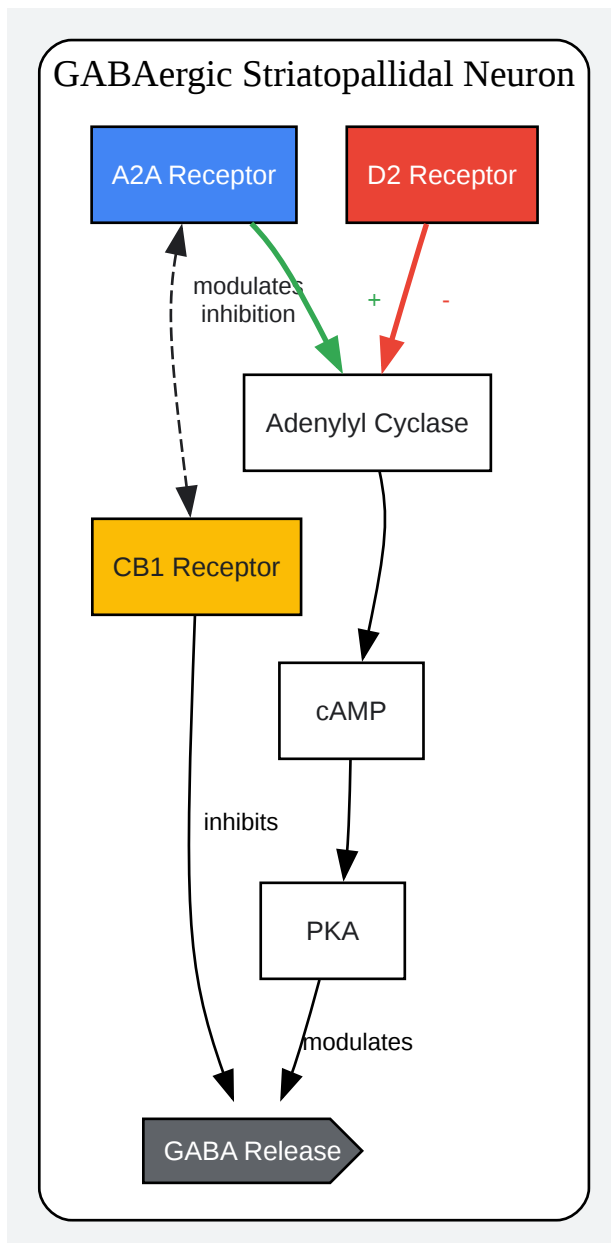 GABAergic Striatopallidal Neuron
A2A Receptor
D2 Receptor
modulates
inhibition
+
-
Adenylyl Cyclase
CB1 Receptor
cAMP
inhibits
PKA
modulates
GABA Release